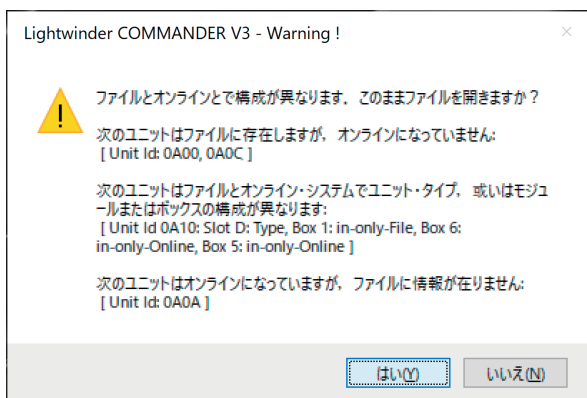 Lightwinder COMMANDER V3 - Warning !
ファイルとオンラインとで構成が異なります．このままファイルを開きますか？
次のユニットはファイルに存在しますが，オンラインになっていません:
[ Unit Id: 0A00, 0A0C ]
次のユニットはファイルとオンライン・システムでユニット・タイプ，或いはモジュ
ールまたはボックスの構成が異なります:
[ Unit Id 0A10: Slot D: Type, Box 1: in-only-File, Box 6:
in-only-Online, Box 5: in-only-Online ]
次のユニットはオンラインになっていますが，ファイルに情報が在りません:
[ Unit Id: 0A0A ]
はい(Y) いいえ(N)